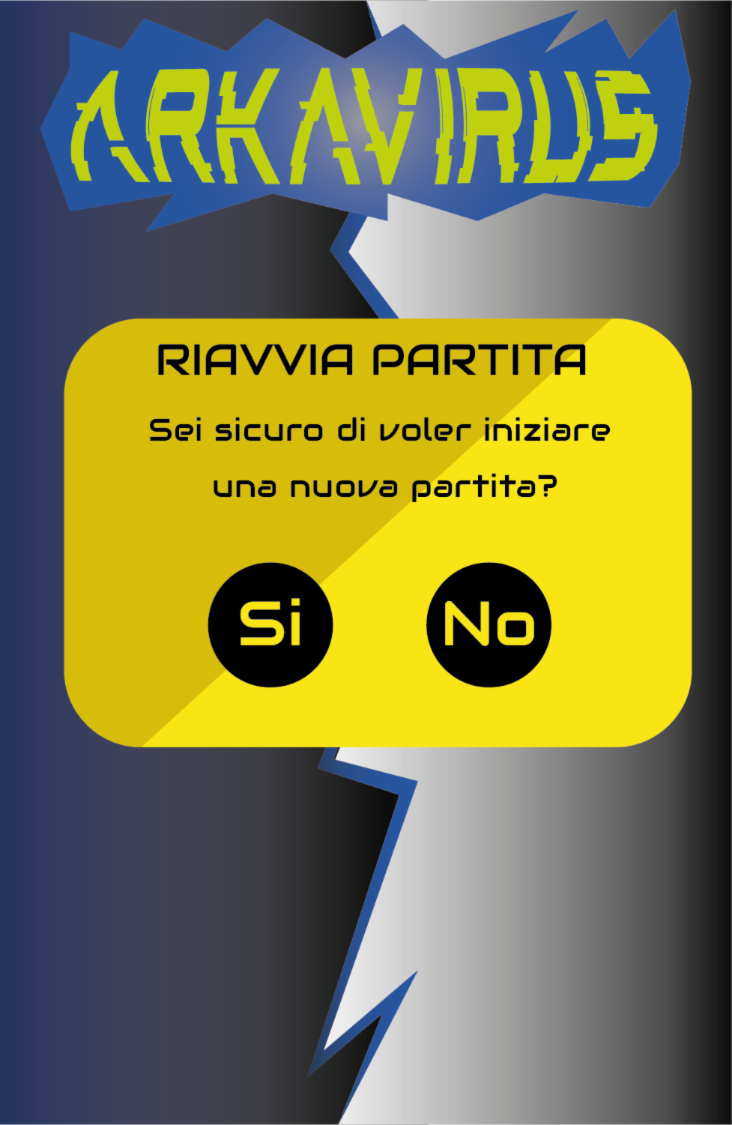 ARKAVIRUS
RIAVVIA PARTITA
Sei sicuro di voler iniziare
una nuova partita?
Si
No